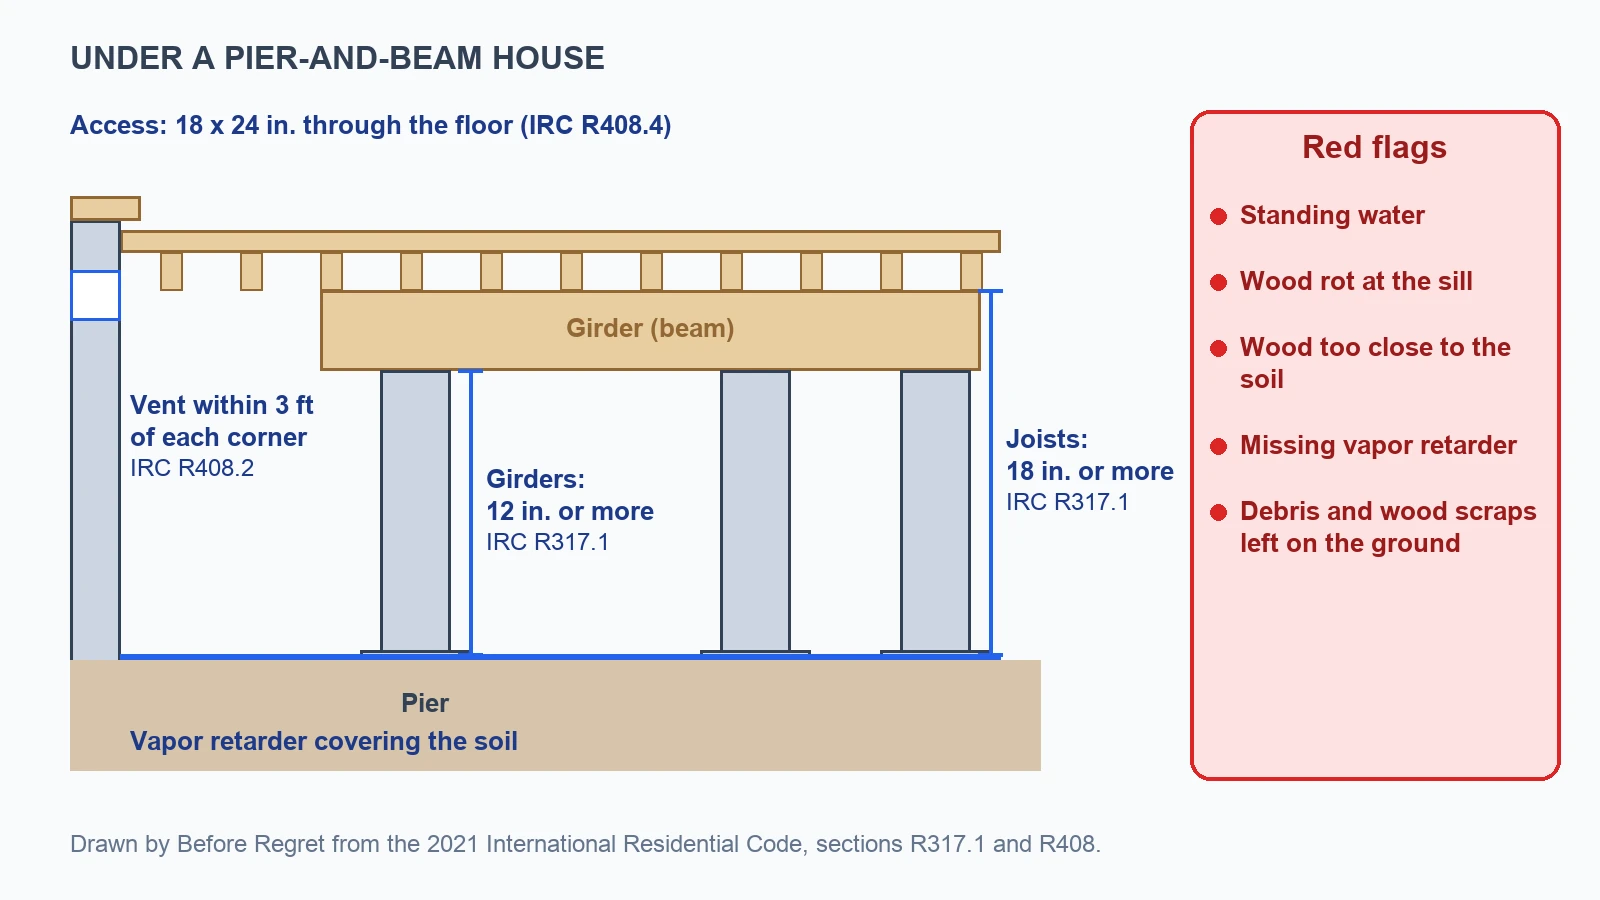 UNDER A PIER-AND-BEAM HOUSE
Access: 18 x 24 in. through the floor (IRC R408.4)
Girder (beam)
Vent within 3 ft
of each corner
IRC R408.2
Girders:
12 in. or more
IRC R317.1
Joists:
18 in. or more
IRC R317.1
Pier
Vapor retarder covering the soil
Red flags
Standing water
Wood rot at the sill
Wood too close to the
soil
Missing vapor retarder
Debris and wood scraps
left on the ground
Drawn by Before Regret from the 2021 International Residential Code, sections R317.1 and R408.